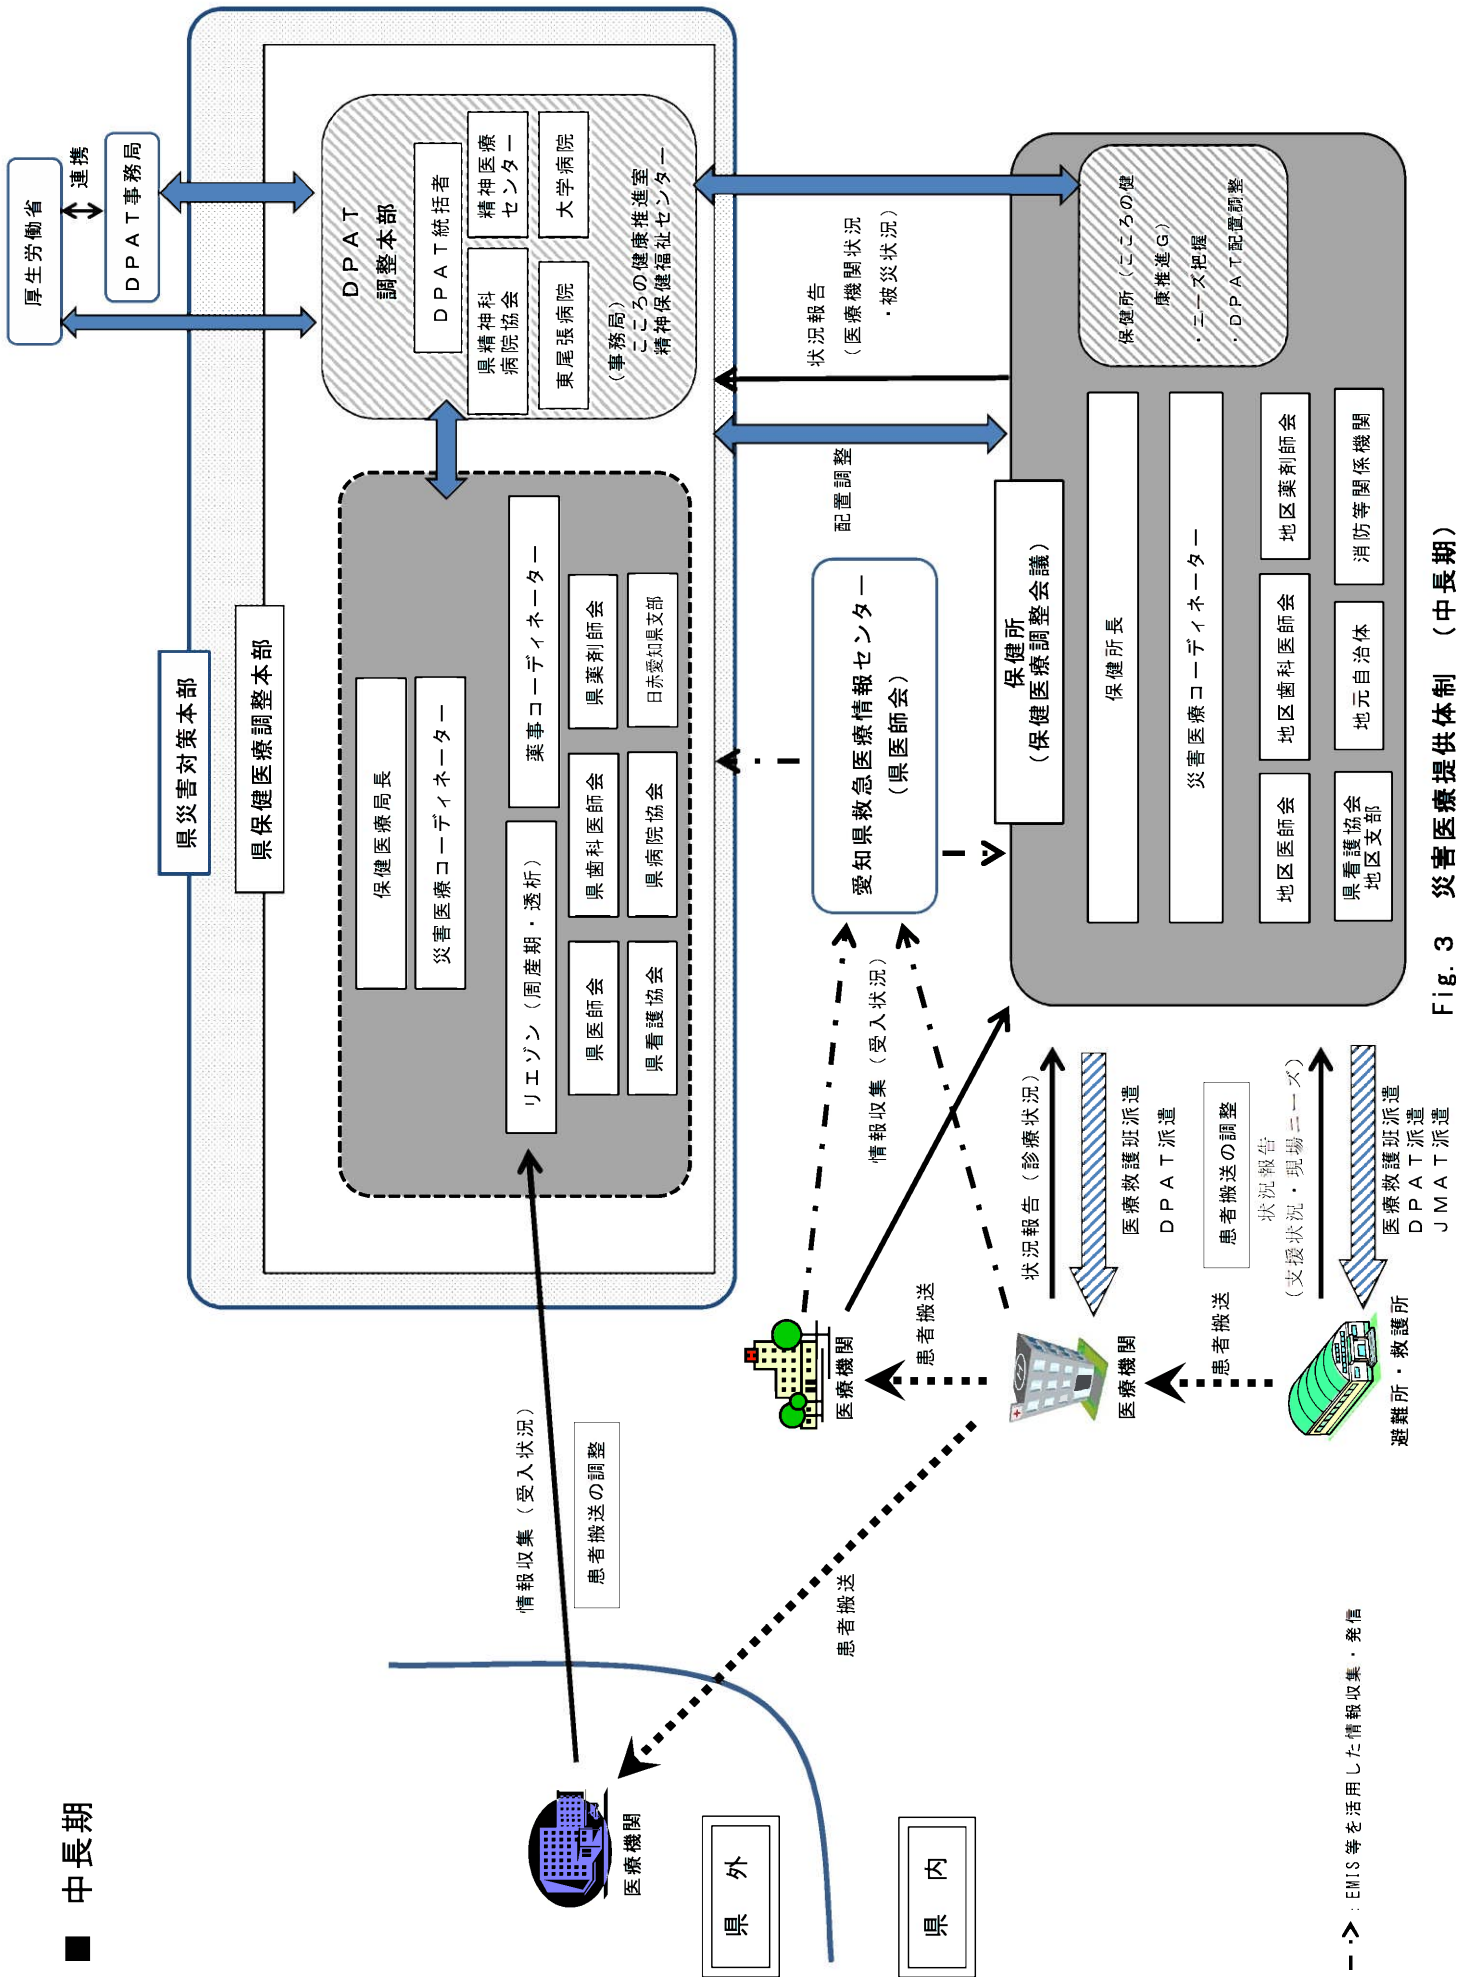 ■ 中長期
厚生労働省
連携
DPAT事務局
県災害対策本部
県保健医療調整本部
保健医療局長
災害医療コーディネーター
リエゾン（周産期・透析）
薬事コーディネーター
県医師会
県歯科医師会
県薬剤師会
県看護協会
県病院協会
日赤愛知県支部
DPAT
調整本部
DPAT統括者
県精神科
病院協会
精神医療
センター
東尾張病院
大学病院
（事務局）
こころの健康推進室
精神保健福祉センター
情報収集（受入状況）
患者搬送の調整
医療機関
県 外
県 内
患者搬送
医療機関
患者搬送
医療機関
患者搬送
避難所・救護所
情報収集（受入状況）
愛知県救急医療情報センター
（県医師会）
配置調整
状況報告
（医療機関状況
・被災状況）
状況報告（診療状況）
医療救護班派遣
DPAT派遣
患者搬送の調整
状況報告
（支援状況・現場ニーズ）
医療救護班派遣
DPAT派遣
JMAT派遣
保健所
（保健医療調整会議）
保健所長
災害医療コーディネーター
地区医師会
地区歯科医師会
地区薬剤師会
県看護協会
地区支部
地元自治体
消防等関係機関
保健所（こころの健
康推進G）
・ニーズ把握
・DPAT配置調整
：EMIS等を活用した情報収集・発信
Fig. 3 災害医療提供体制 （中長期）